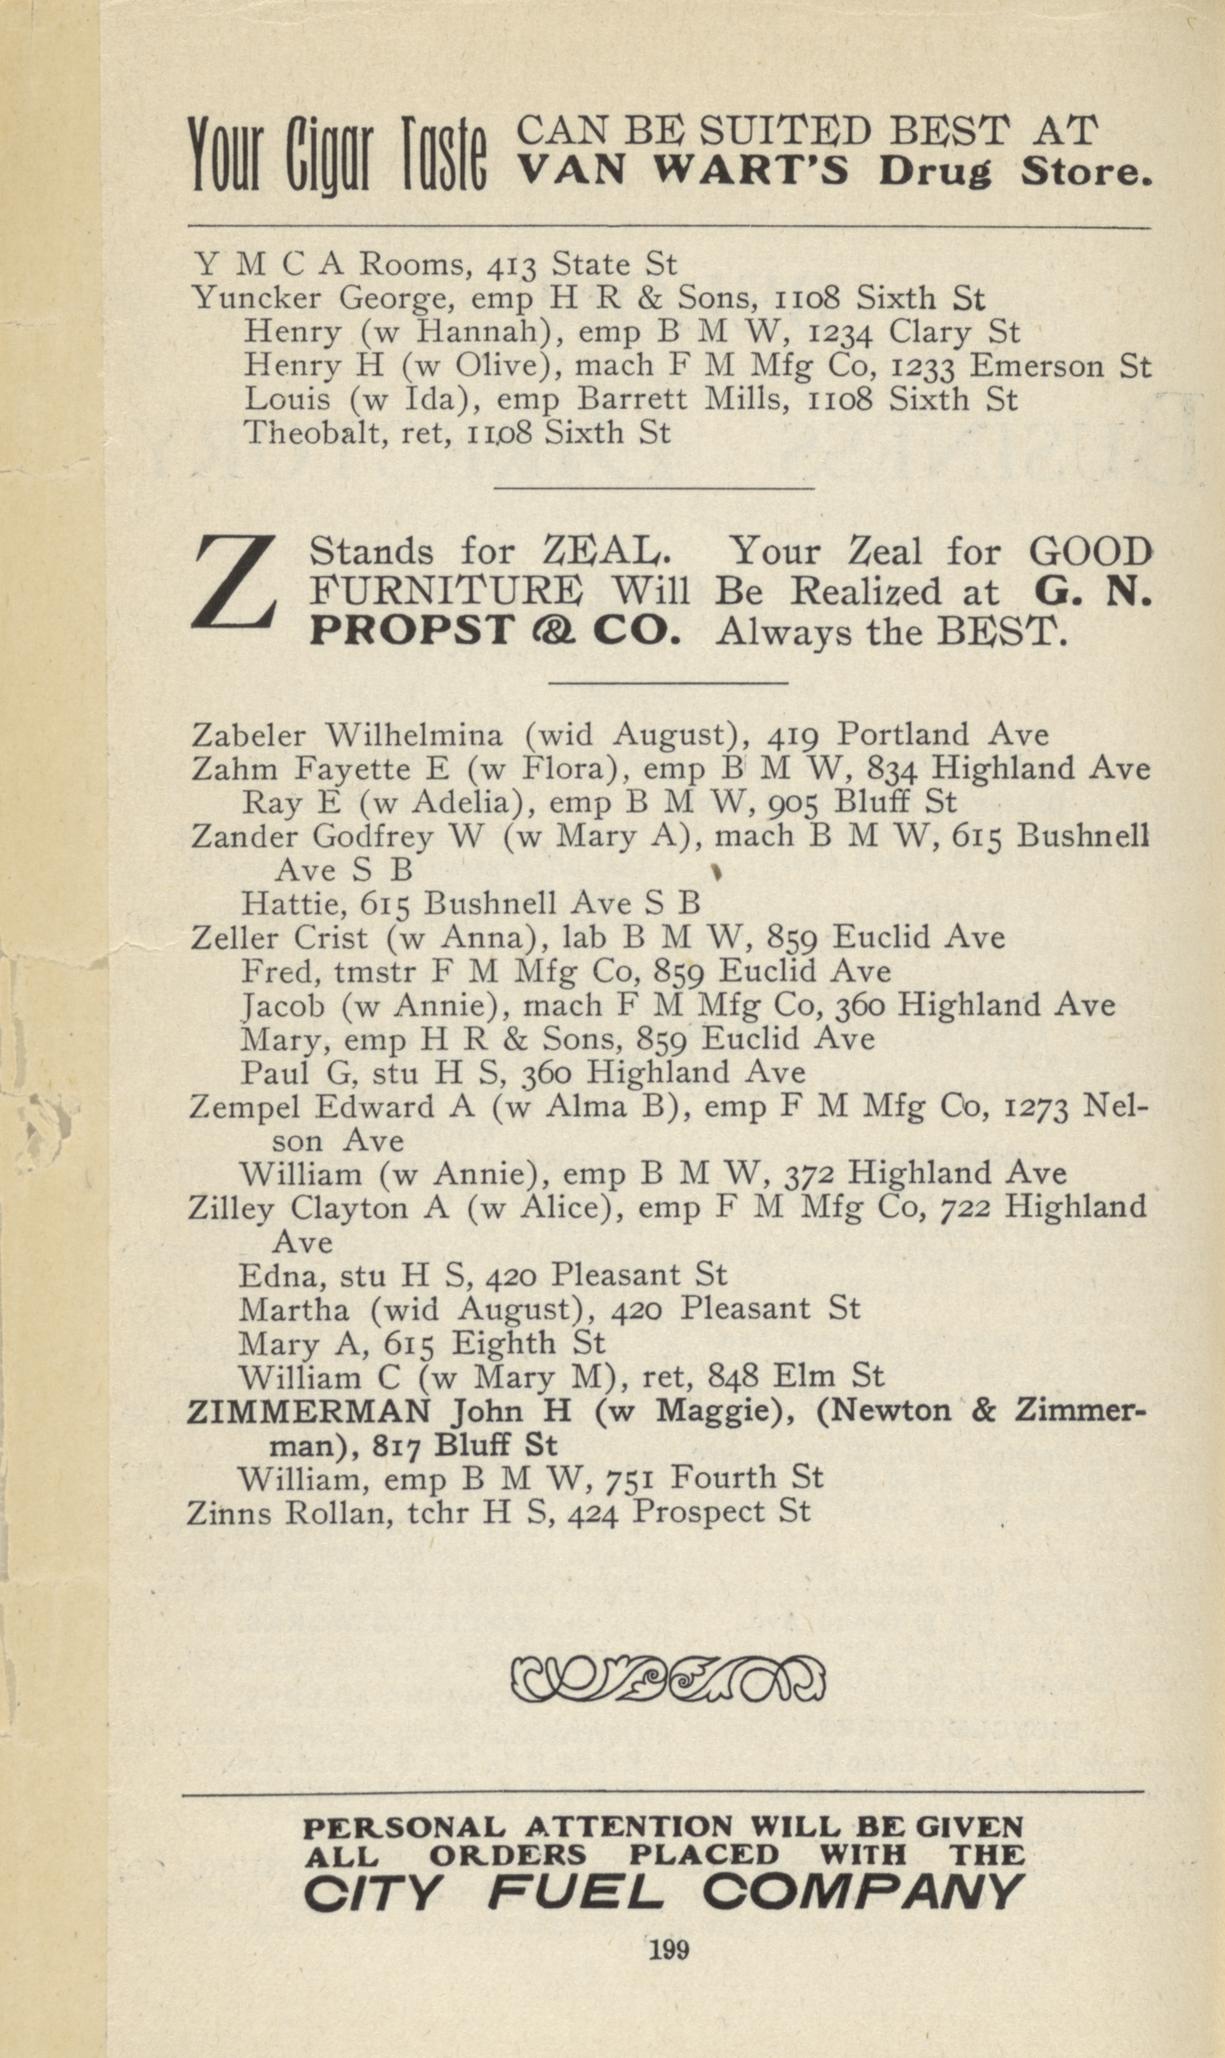 Your Cigar Taste CAN BE SUITED BEST AT
VAN WART'S Drug Store.
Y M C A Rooms, 413 State St
Yuncker George, emp H R & Sons, 1108 Sixth St
Henry (w Hannah), emp B M W, 1234 Clary St
Henry H (w Olive), mach F M Mfg Co, 1233 Emerson St
Louis (w Ida), emp Barrett Mills, 1108 Sixth St
Theobalt, ret, 1108 Sixth St
Z Stands for ZEAL. Your Zeal for GOOD
FURNITURE Will Be Realized at G. N.
PROPST & CO. Always the BEST.
Zabeler Wilhelmina (wid August), 419 Portland Ave
Zahm Fayette E (w Flora), emp B M W, 834 Highland Ave
Ray E (w Adelia), emp B M W, 905 Bluff St
Zander Godfrey W (w Mary A), mach B M W, 615 Bushnell
Ave S B
Hattie, 615 Bushnell Ave S B
Zeller Crist (w Anna), lab B M W, 859 Euclid Ave
Fred, tmstr F M Mfg Co, 859 Euclid Ave
Jacob (w Annie), mach F M Mfg Co, 360 Highland Ave
Mary, emp H R & Sons, 859 Euclid Ave
Paul G, stu H S, 360 Highland Ave
Zempel Edward A (w Alma B), emp F M Mfg Co, 1273 Nel-
son Ave
William (w Annie), emp B M W, 372 Highland Ave
Zilley Clayton A (w Alice), emp F M Mfg Co, 722 Highland
Ave
Edna, stu H S, 420 Pleasant St
Martha (wid August), 420 Pleasant St
Mary A, 615 Eighth St
William C (w Mary M), ret, 848 Elm St
ZIMMERMAN John H (w Maggie), (Newton & Zimmer-
man), 817 Bluff St
William, emp B M W, 751 Fourth St
Zinns Rollan, tchr H S, 424 Prospect St
PERSONAL ATTENTION WILL BE GIVEN
ALL ORDERS PLACED WITH THE
CITY FUEL COMPANY
199